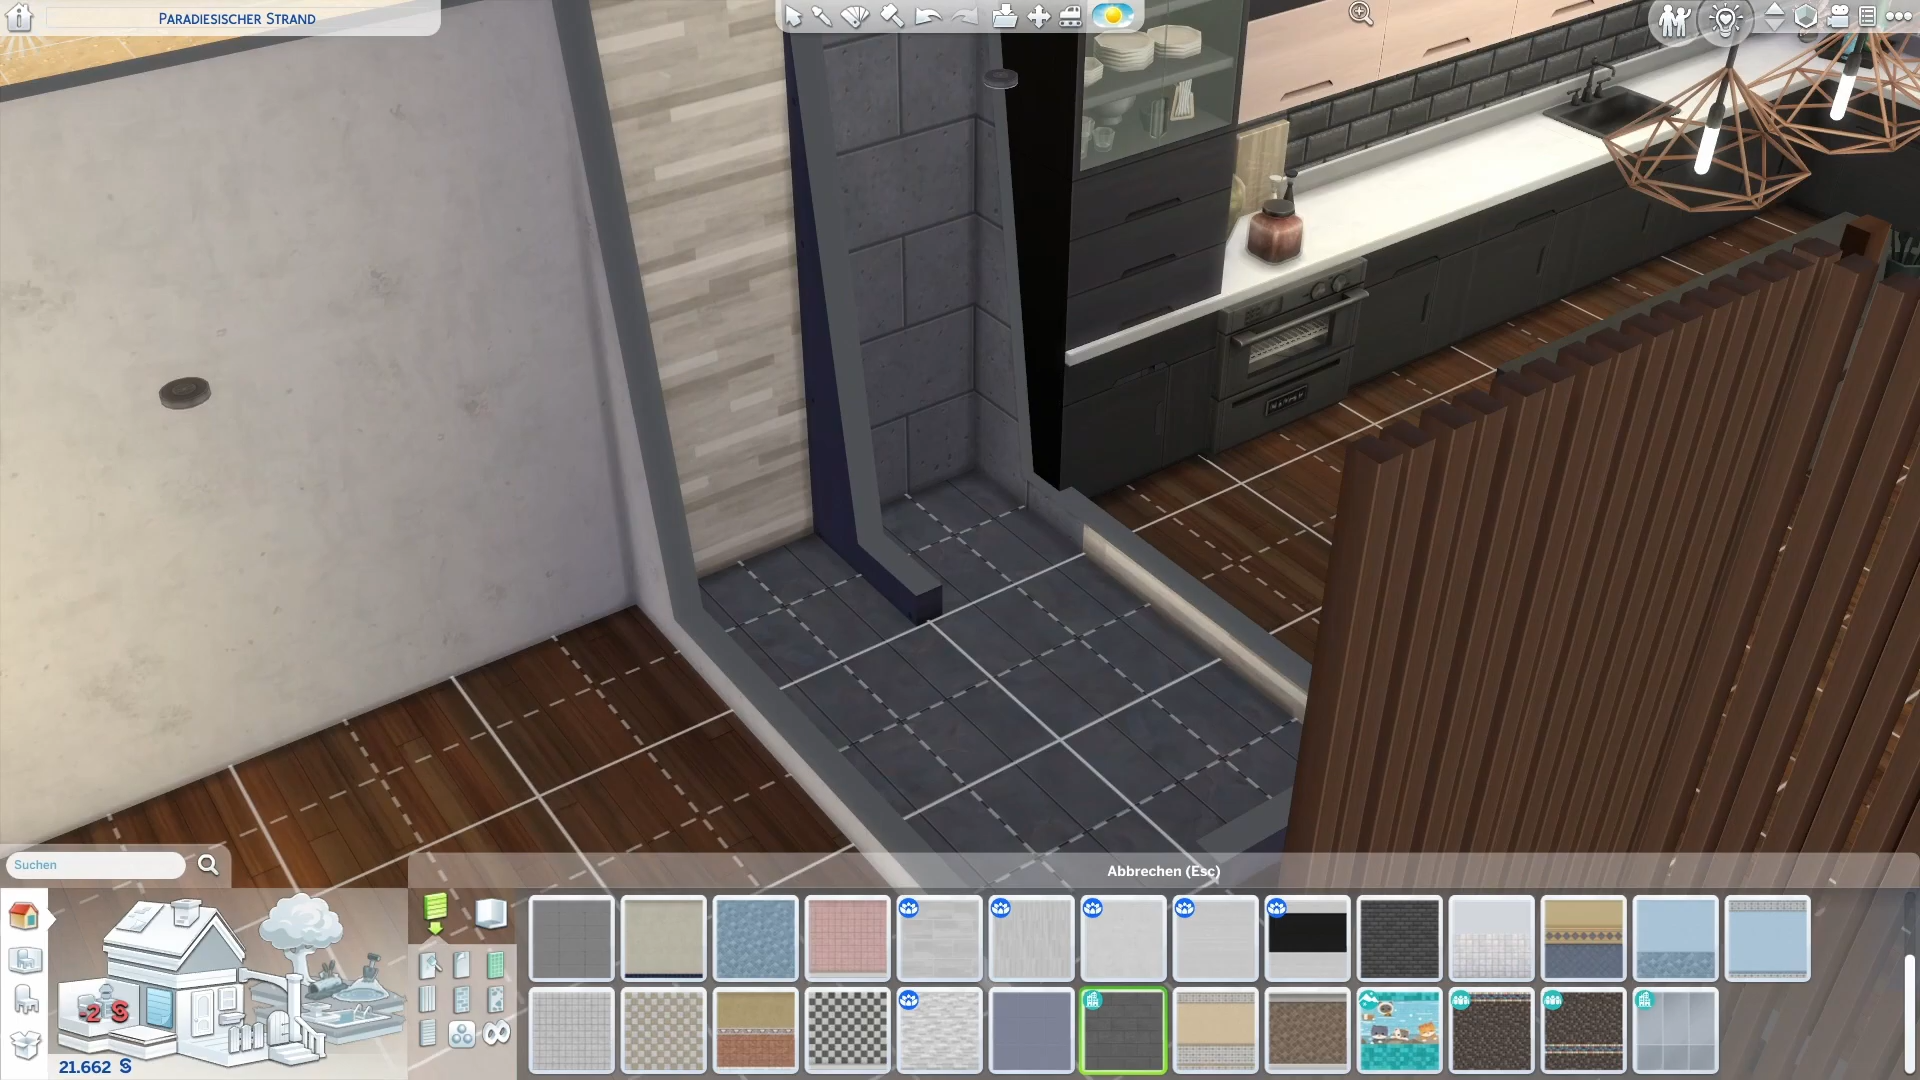 Paradiesischer Strand
Suchen
Abbrechen (Esc)
-2 S
21.662 S